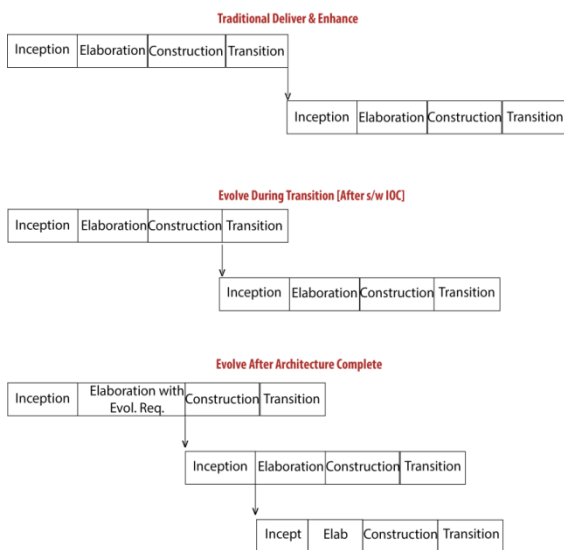 Traditional Deliver & Enhance
Inception Elaboration Construction Transition
Inception Elaboration Construction Transition
Evolve During Transition [After s/w IOC]
Inception Elaboration Construction Transition
Inception Elaboration Construction Transition
Evolve After Architecture Complete
Inception Elaboration with Evol. Req. Construction Transition
Inception Elaboration Construction Transition
Incept Elab Construction Transition